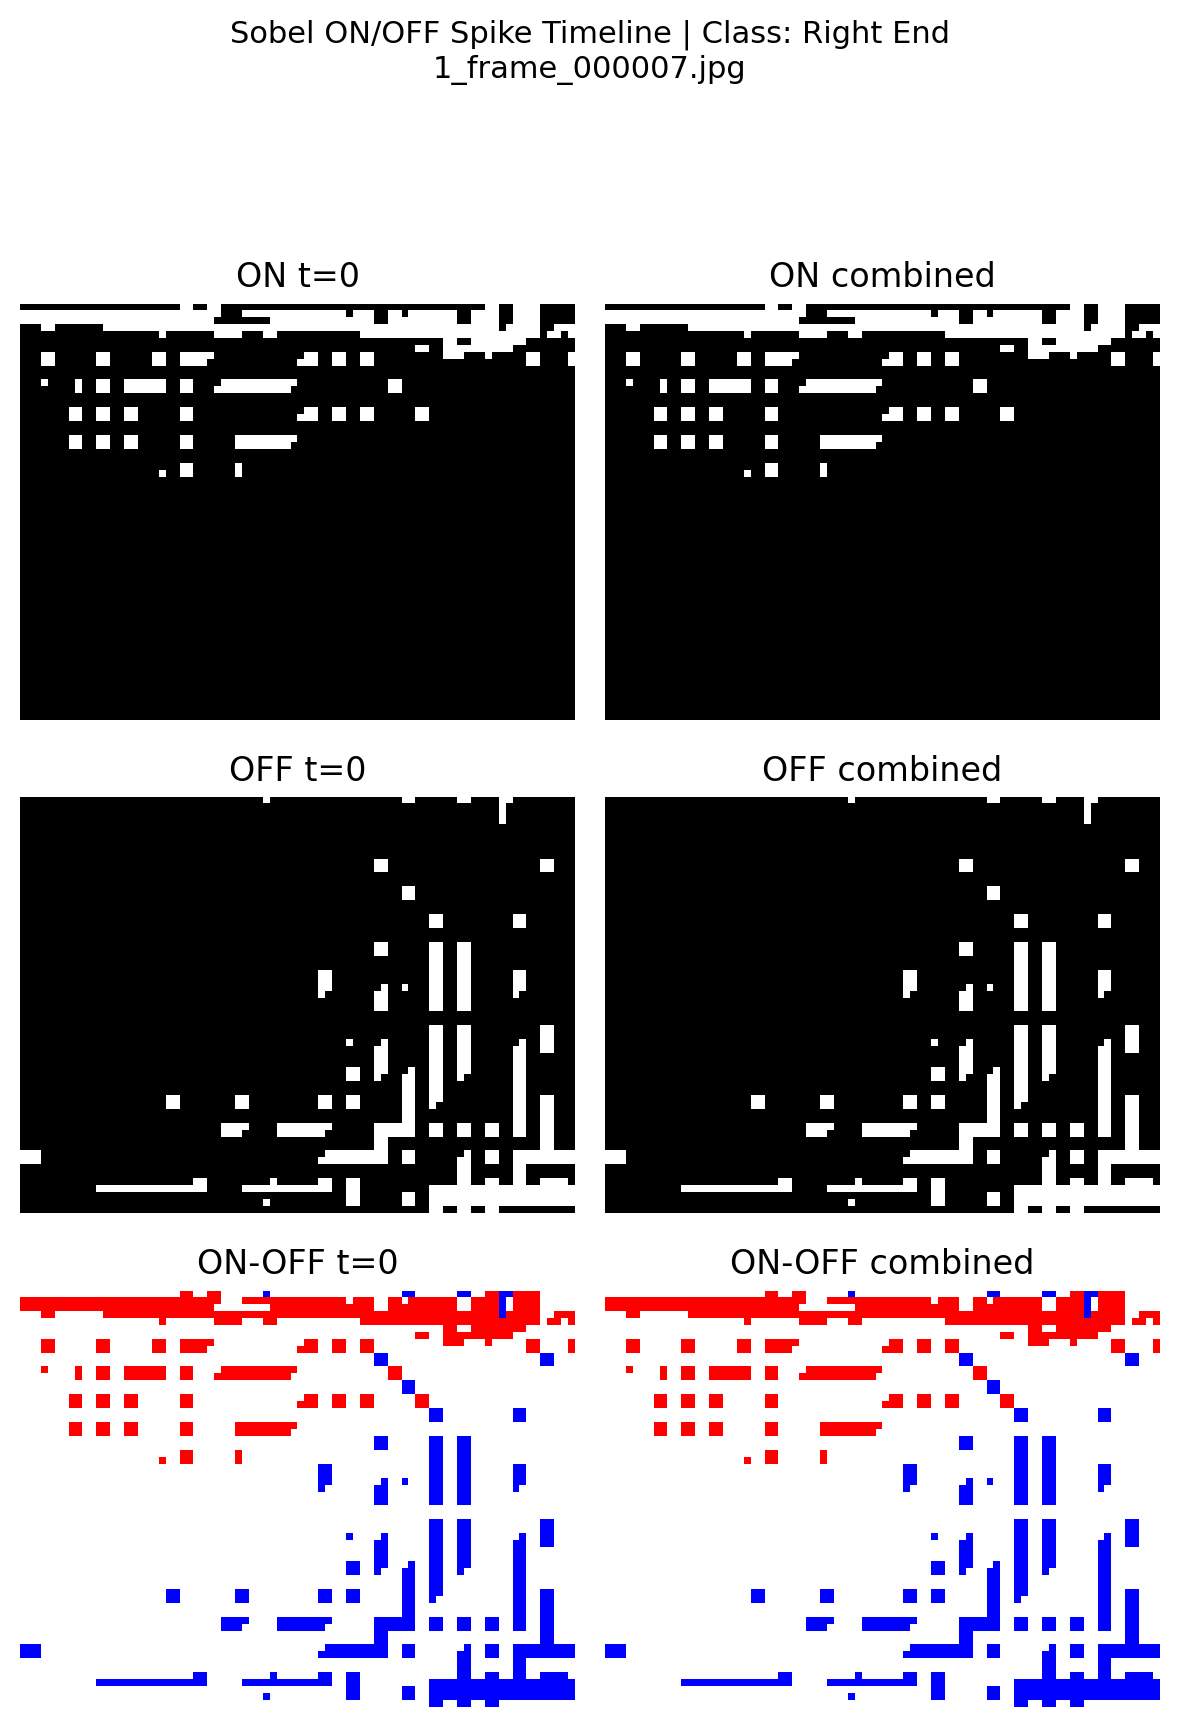 Sobel ON/OFF Spike Timeline | Class: Right End
1_frame_000007.jpg
ON t=0
ON combined
OFF t=0
OFF combined
ON-OFF t=0
ON-OFF combined